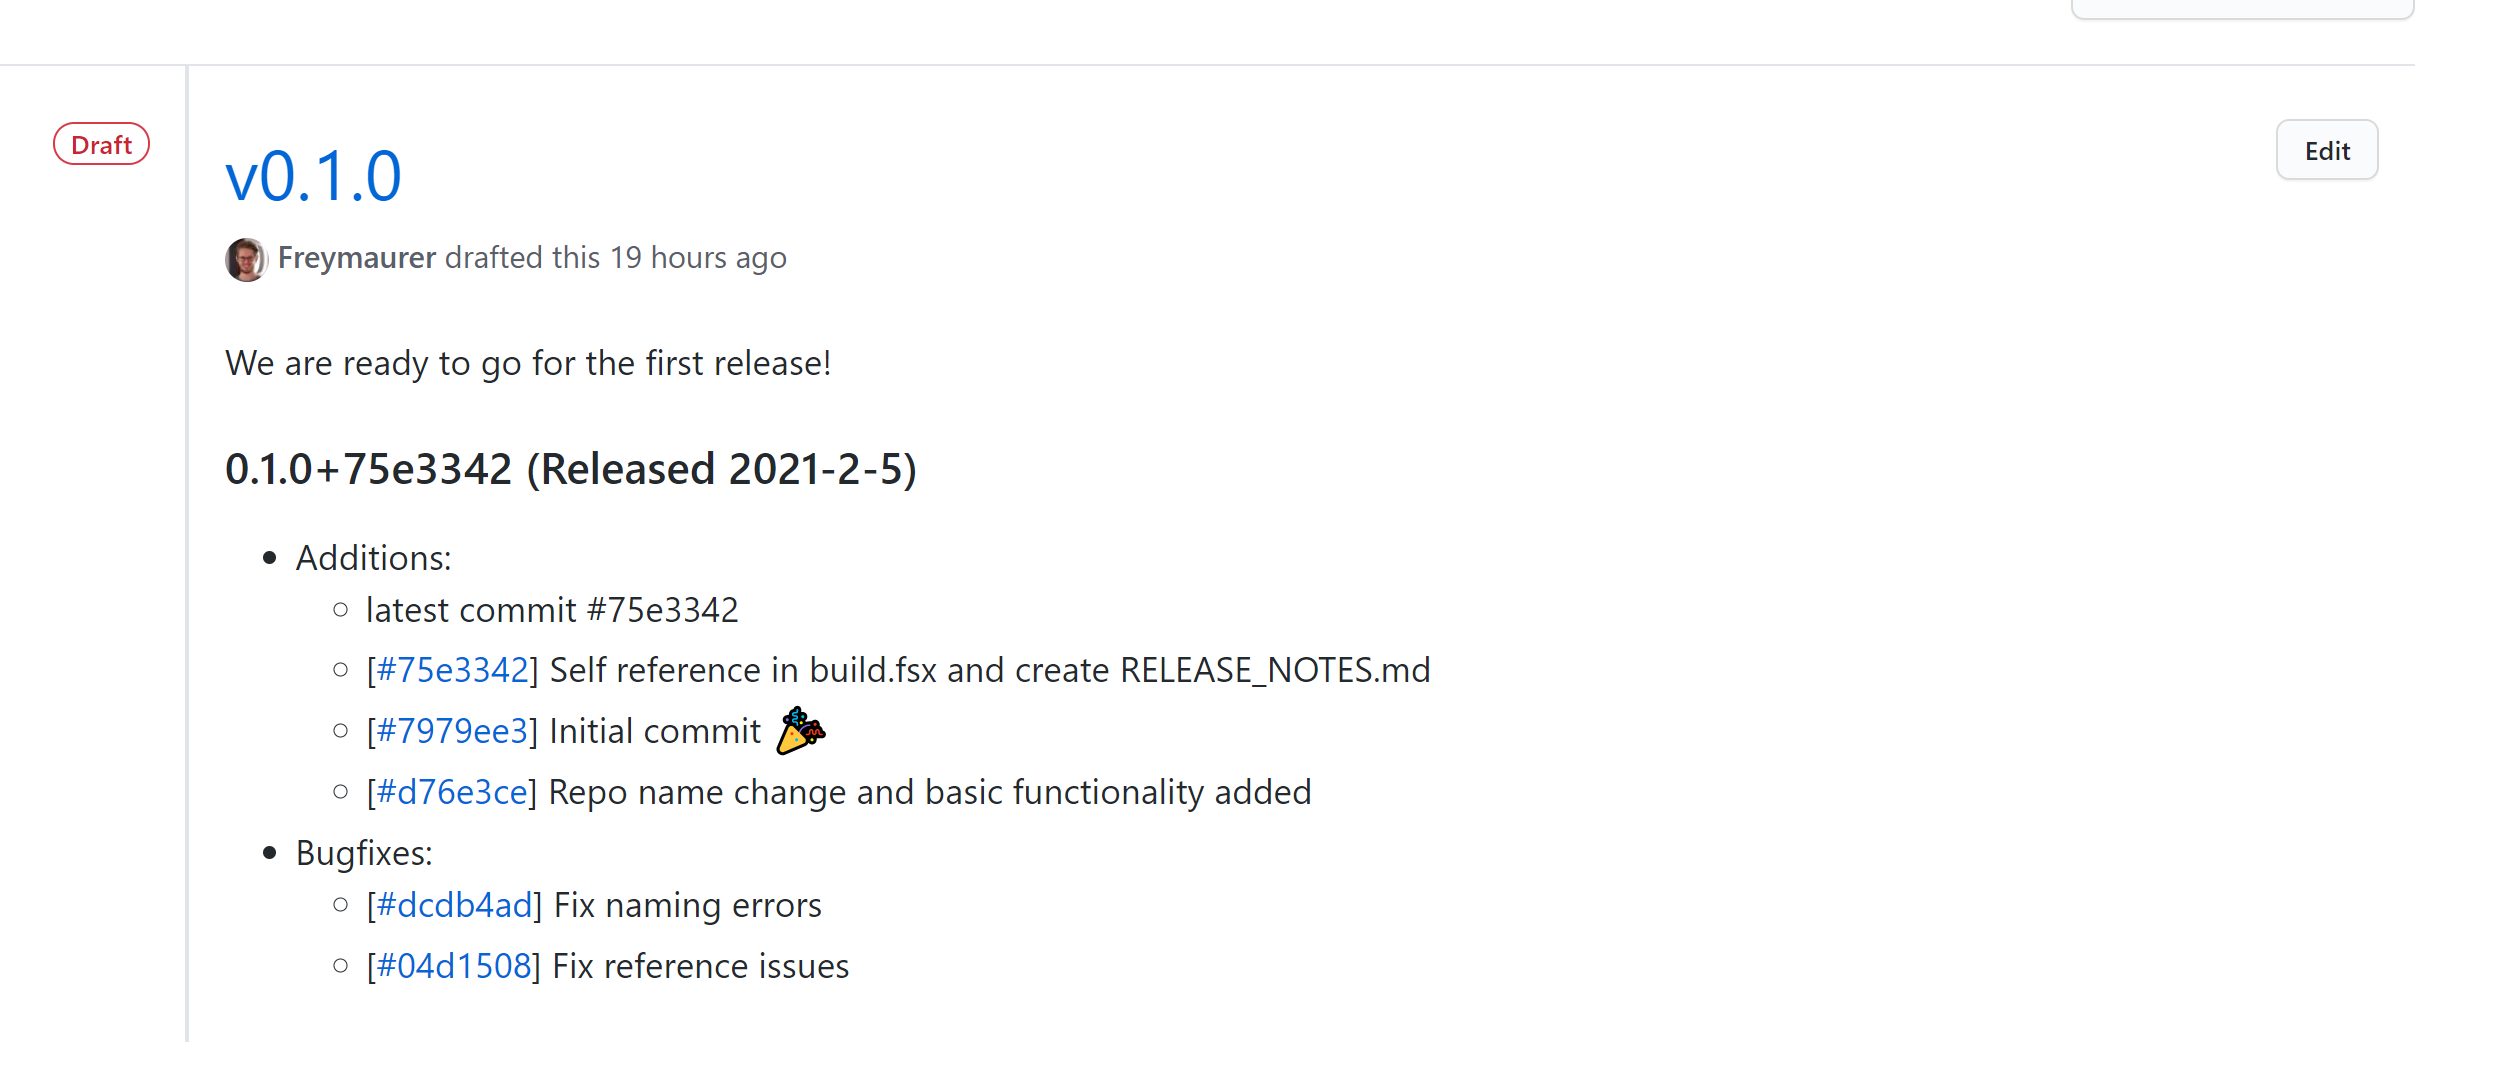 Draft
v0.1.0
Edit
Freymaurer drafted this 19 hours ago
We are ready to go for the first release!
0.1.0+75e3342 (Released 2021-2-5)
Additions:
latest commit #75e3342
[#75e3342] Self reference in build.fsx and create RELEASE_NOTES.md
[#7979ee3] Initial commit 🎉
[#d76e3ce] Repo name change and basic functionality added
Bugfixes:
[#dcdb4ad] Fix naming errors
[#04d1508] Fix reference issues